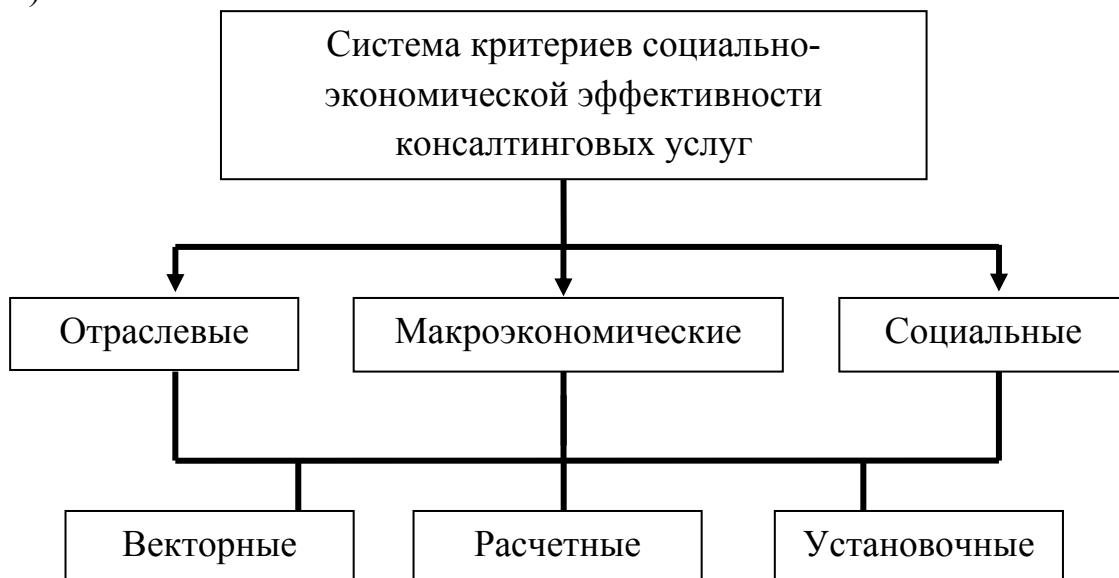 Система критериев социально-
экономической эффективности
консалтинговых услуг
Отраслевые
Макроэкономические
Социальные
Векторные
Расчетные
Установочные